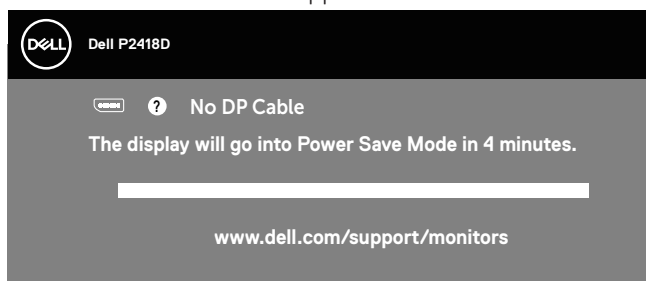 DELL Dell P2418D
? No DP Cable
The display will go into Power Save Mode in 4 minutes.
www.dell.com/support/monitors